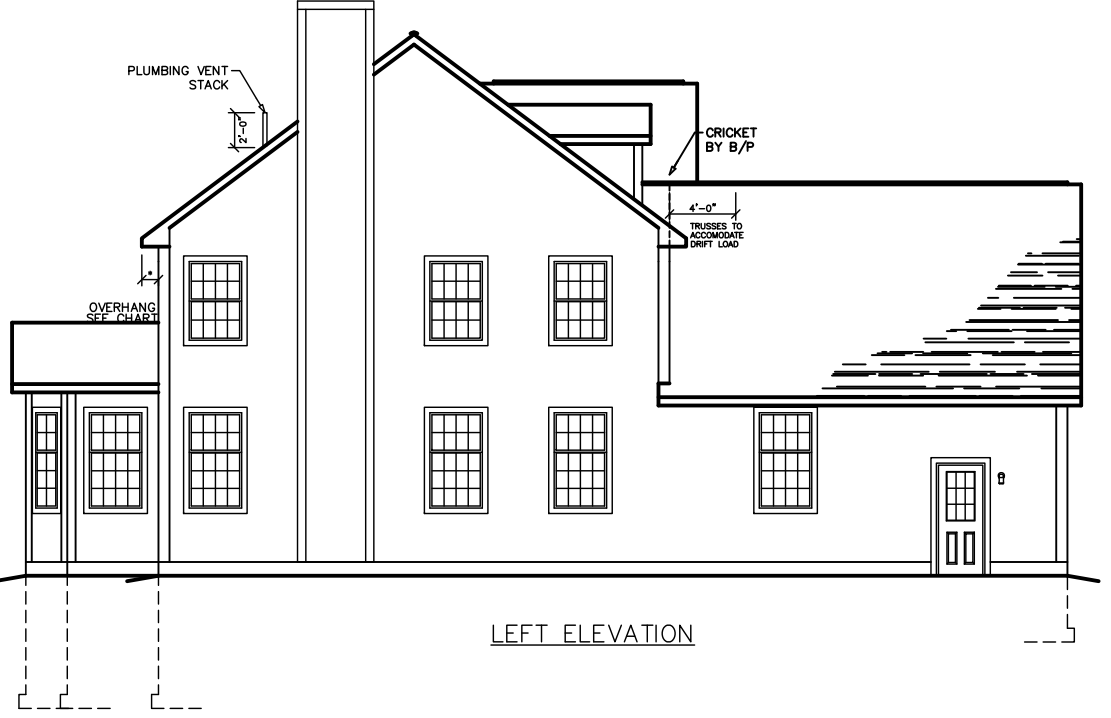 PLUMBING VENT
STACK
2'-0"
CRICKET
BY B/P
4'-0"
TRUSSES TO
ACCOMODATE
DRIFT LOAD
*
OVERHANG
SEE CHART
LEFT ELEVATION